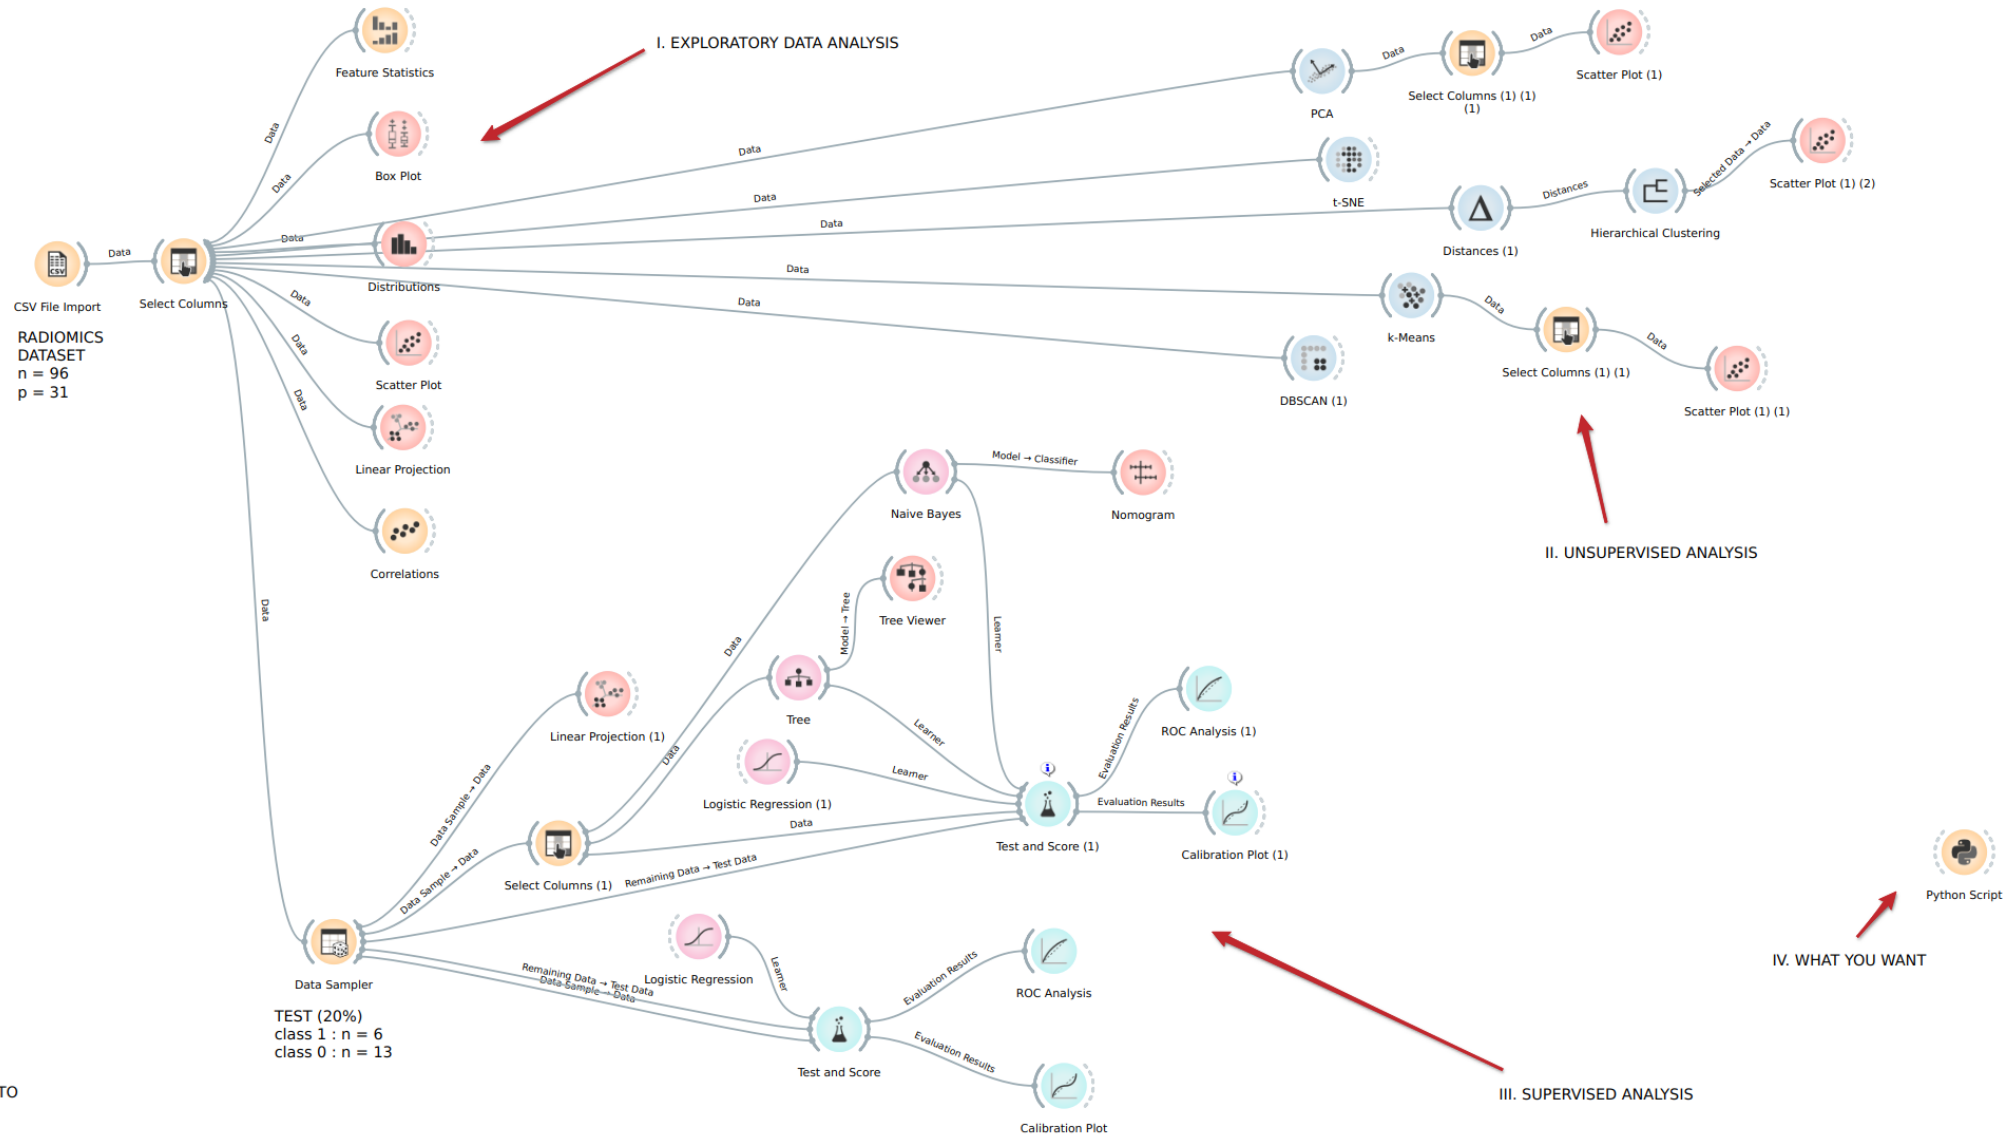 I. EXPLORATORY DATA ANALYSIS
Feature Statistics
Data
Box Plot
Data
Data
Distributions
CSV File Import
Data
Select Columns
RADIOMICS
DATASET
n = 96
p = 31
Data
Scatter Plot
Data
Linear Projection
Data
Correlations
Data
Data
PCA
Data
Select Columns (1) (1)
(1)
Data
Scatter Plot (1)
Data
t-SNE
Data
Distances (1)
Distances
Hierarchical Clustering
Selected Data → Data
Scatter Plot (1) (2)
Data
k-Means
Data
Select Columns (1) (1)
Data
Scatter Plot (1) (1)
Data
DBSCAN (1)
II. UNSUPERVISED ANALYSIS
Naive Bayes
Model → Classifier
Nomogram
Tree Viewer
Model → Tree
Data
Learner
Tree
Data
Learner
Linear Projection (1)
Data Sample → Data
Logistic Regression (1)
Learner
Select Columns (1)
Data Sample → Data
Data
Remaining Data → Test Data
Test and Score (1)
Evaluation Results
ROC Analysis (1)
Evaluation Results
Calibration Plot (1)
Data Sampler
TEST (20%)
class 1 : n = 6
class 0 : n = 13
Remaining Data → Test Data
Data Sample → Data
Logistic Regression
Learner
Test and Score
Evaluation Results
ROC Analysis
Evaluation Results
Calibration Plot
III. SUPERVISED ANALYSIS
Python Script
IV. WHAT YOU WANT
TO